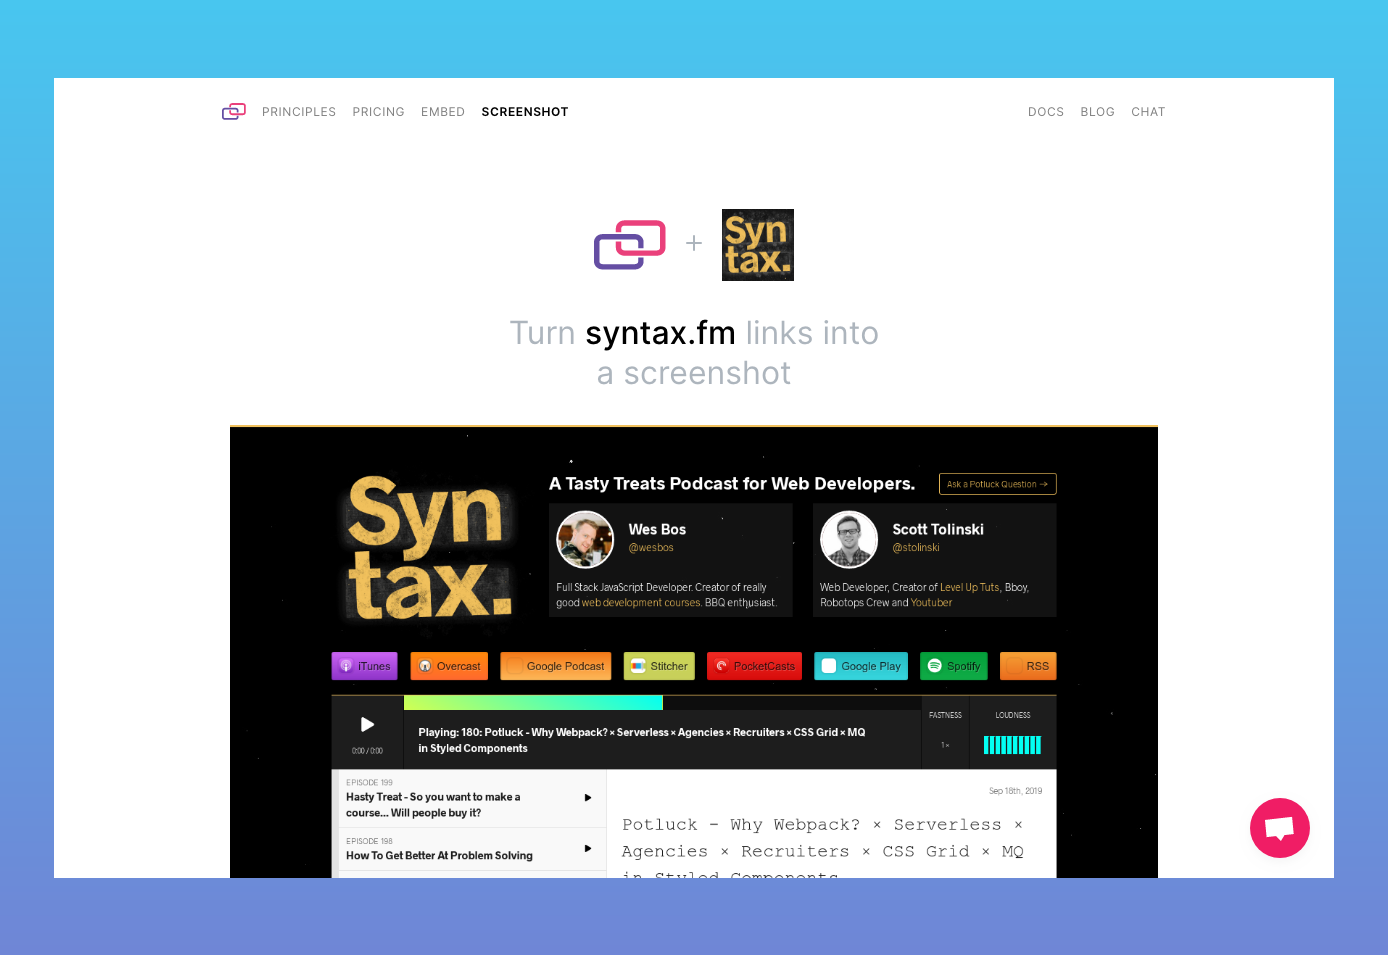 PRINCIPLES PRICING EMBED SCREENSHOT DOCS BLOG CHAT
Syn
tax.
Turn syntax.fm links into
a screenshot
Syn
tax.
A Tasty Treats Podcast for Web Developers.
Ask a Potluck Question →
Wes Bos
@wesbos
Full Stack JavaScript Developer. Creator of really
good web development courses. BBQ enthusiast.
Scott Tolinski
@stolinski
Web Developer, Creator of Level Up Tuts, Bboy,
Robotops Crew and Youtuber
iTunes Overcast Google Podcast Stitcher PocketCasts Google Play Spotify RSS
0:00 / 0:00
Playing: 180: Potluck - Why Webpack? × Serverless × Agencies × Recruiters × CSS Grid × MQ
in Styled Components
FASTNESS
1×
LOUDNESS
EPISODE 199
Hasty Treat - So you want to make a
course... Will people buy it?
EPISODE 198
How To Get Better At Problem Solving
Sep 18th, 2019
Potluck - Why Webpack? × Serverless ×
Agencies × Recruiters × CSS Grid × MQ
in Styled Components